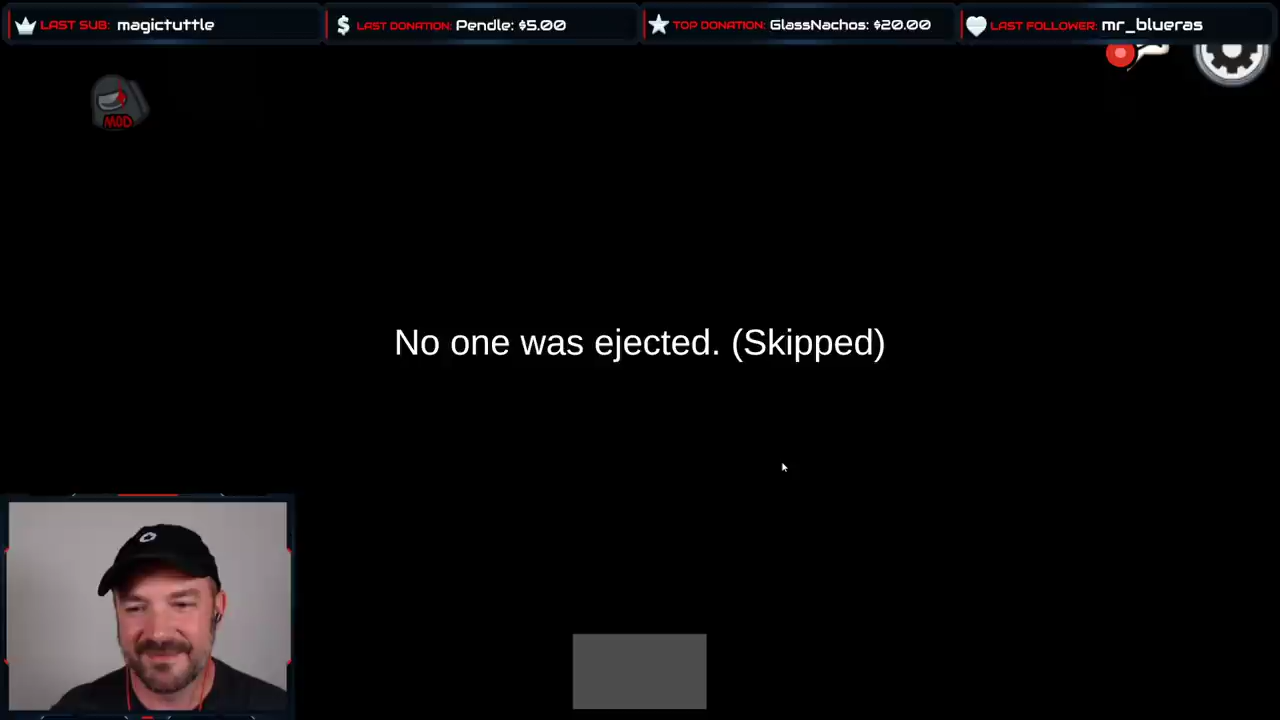 LAST SUB: magictuttle
LAST DONATION: Pendle: $5.00
TOP DONATION: GlassNachos: $20.00
LAST FOLLOWER: mr_blueras
MOD
No one was ejected. (Skipped)